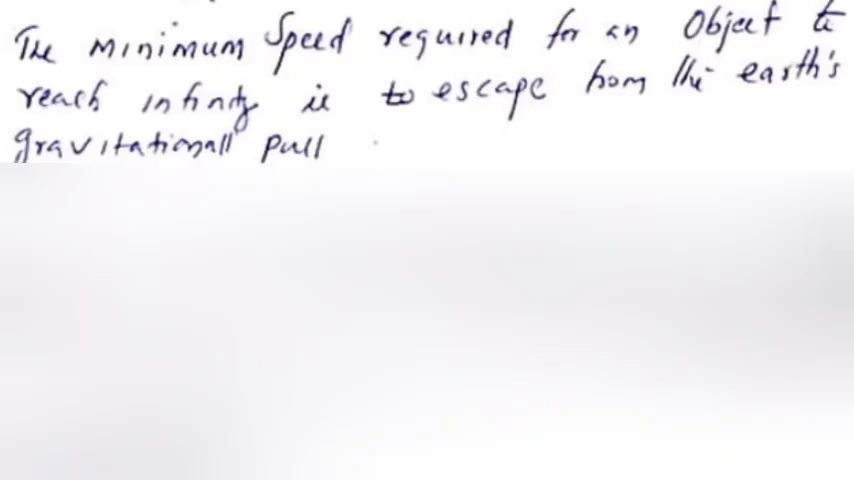 The minimum Speed required for an Object to
reach infinity ie to escape from the earth's
gravitationall pull